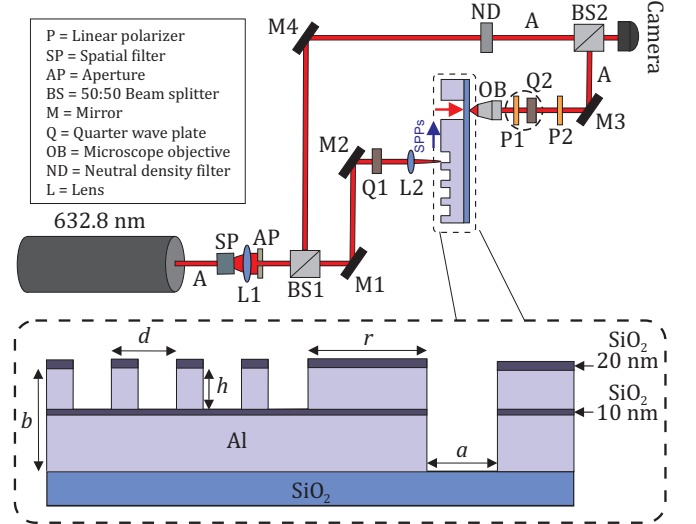 P = Linear polarizer
SP = Spatial filter
AP = Aperture
BS = 50:50 Beam splitter
M = Mirror
Q = Quarter wave plate
OB = Microscope objective
ND = Neutral density filter
L = Lens
M4
ND
A
BS2
Camera
A
OB
Q2
P1
P2
M3
SPPs
M2
Q1
L2
632.8 nm
A
SP
L1
AP
BS1
M1
d
r
SiO₂
20 nm
h
b
SiO₂
10 nm
Al
a
SiO₂